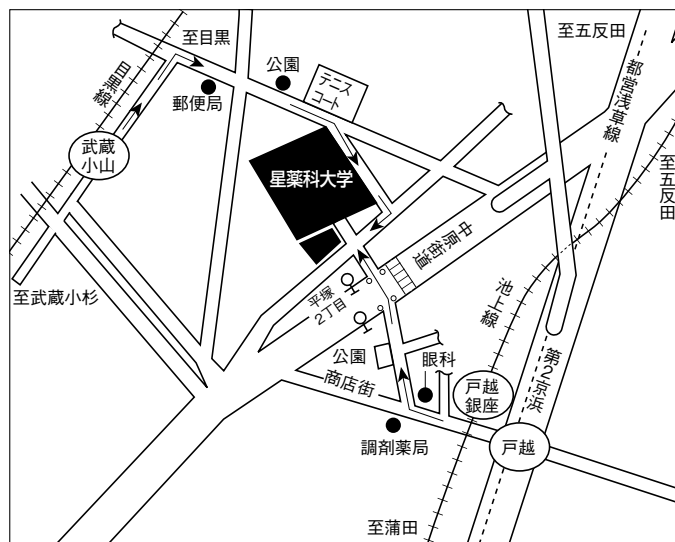 至目黒
至五反田
公園
テニス
コート
目黒線
郵便局
都営浅草線
武蔵
小山
星薬科大学
至五反田
中原街道
至武蔵小杉
平塚
2丁目
池上線
公園
眼科
第2京浜
商店街
戸越
銀座
調剤薬局
戸越
至蒲田